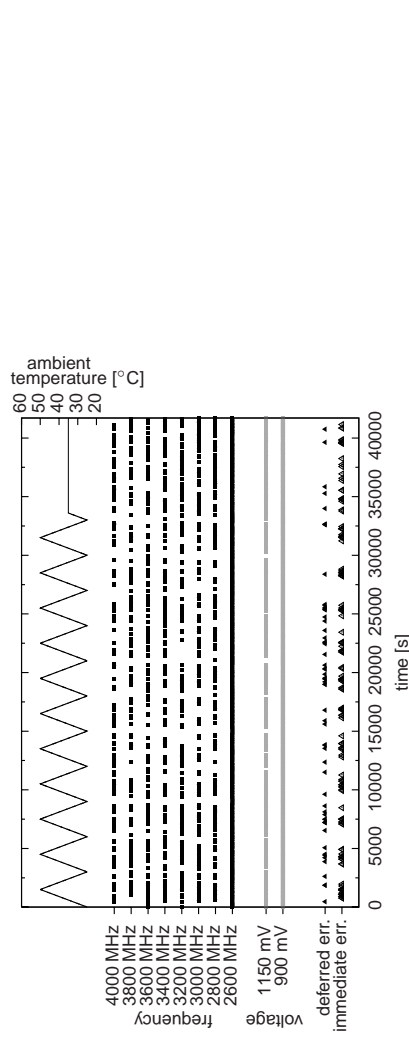 ambient
temperature [°C]
60
50
40
30
20
4000 MHz
3800 MHz
3600 MHz
3400 MHz
3200 MHz
3000 MHz
2800 MHz
2600 MHz
frequency
1150 mV
900 mV
voltage
deferred err.
immediate err.
0
5000
10000
15000
20000
25000
30000
35000
40000
time [s]